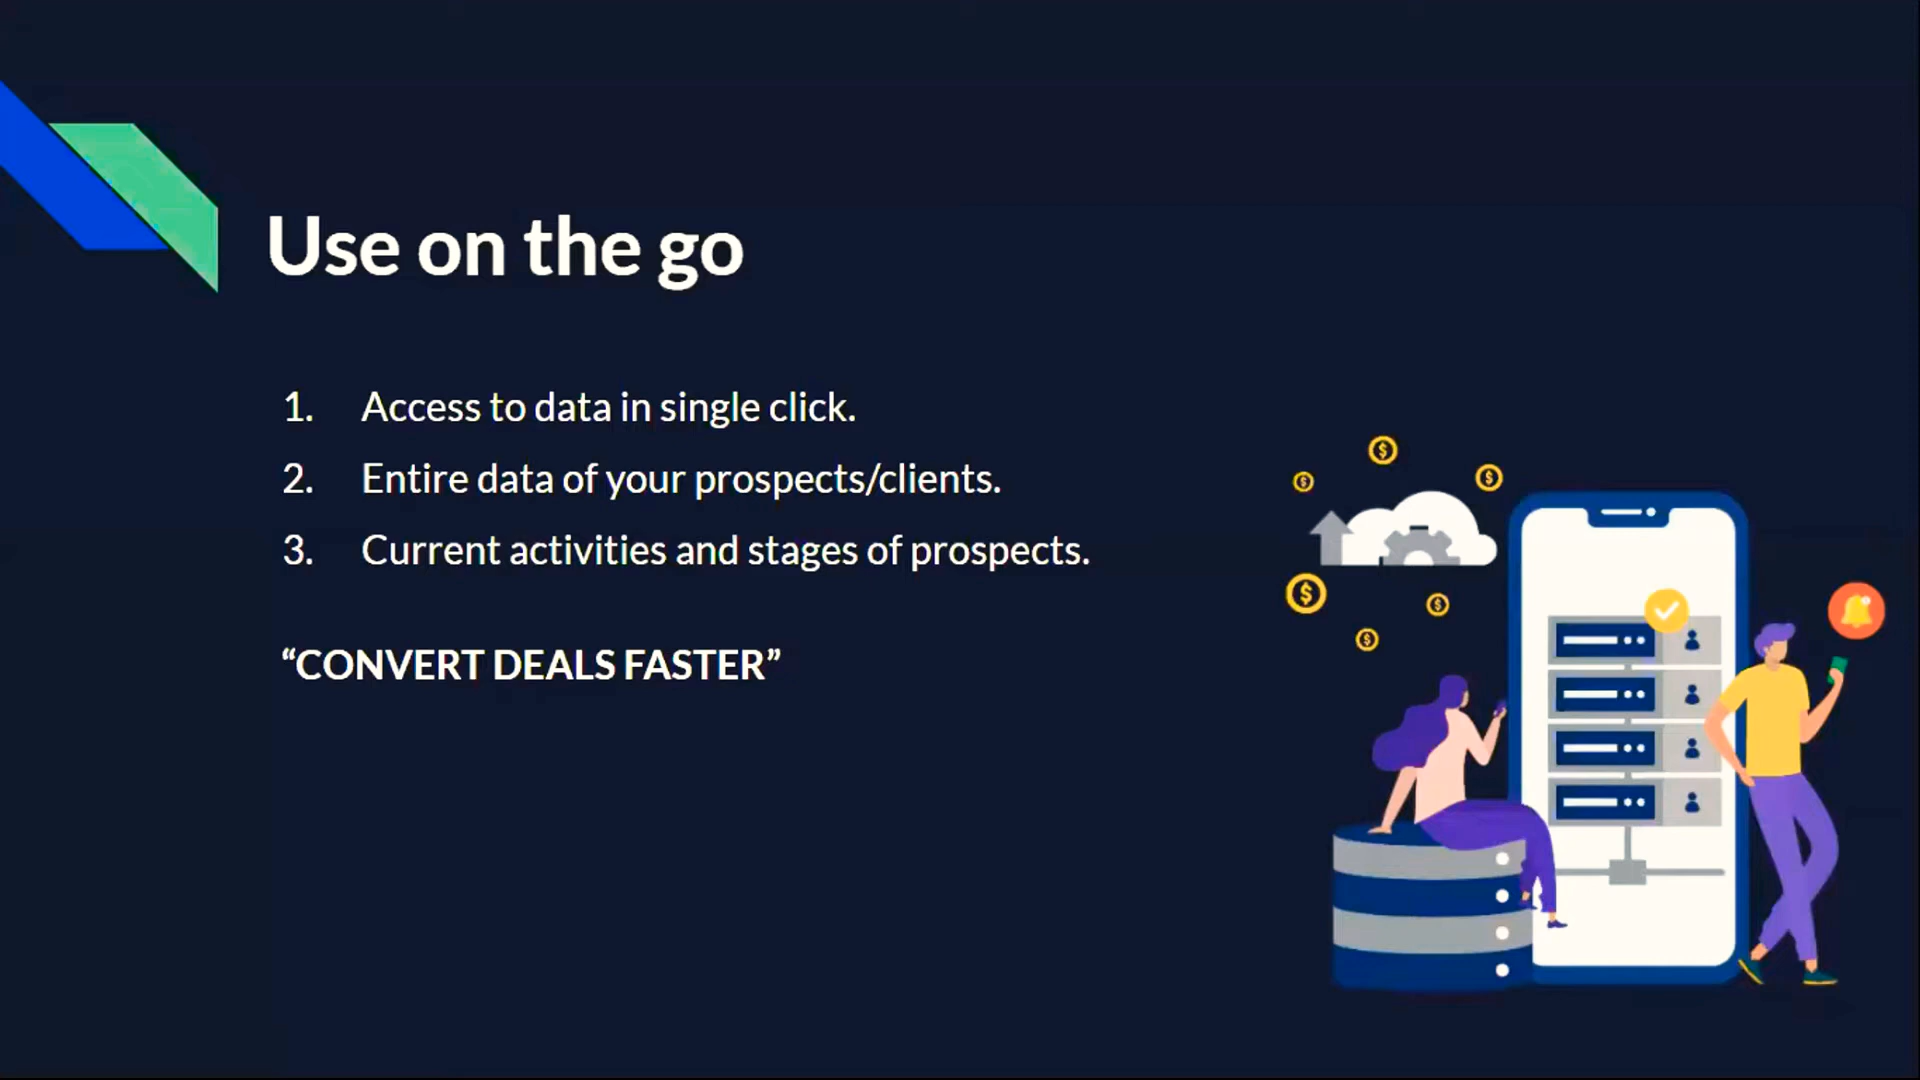 Use on the go
1. Access to data in single click.
2. Entire data of your prospects/clients.
3. Current activities and stages of prospects.
“CONVERT DEALS FASTER”